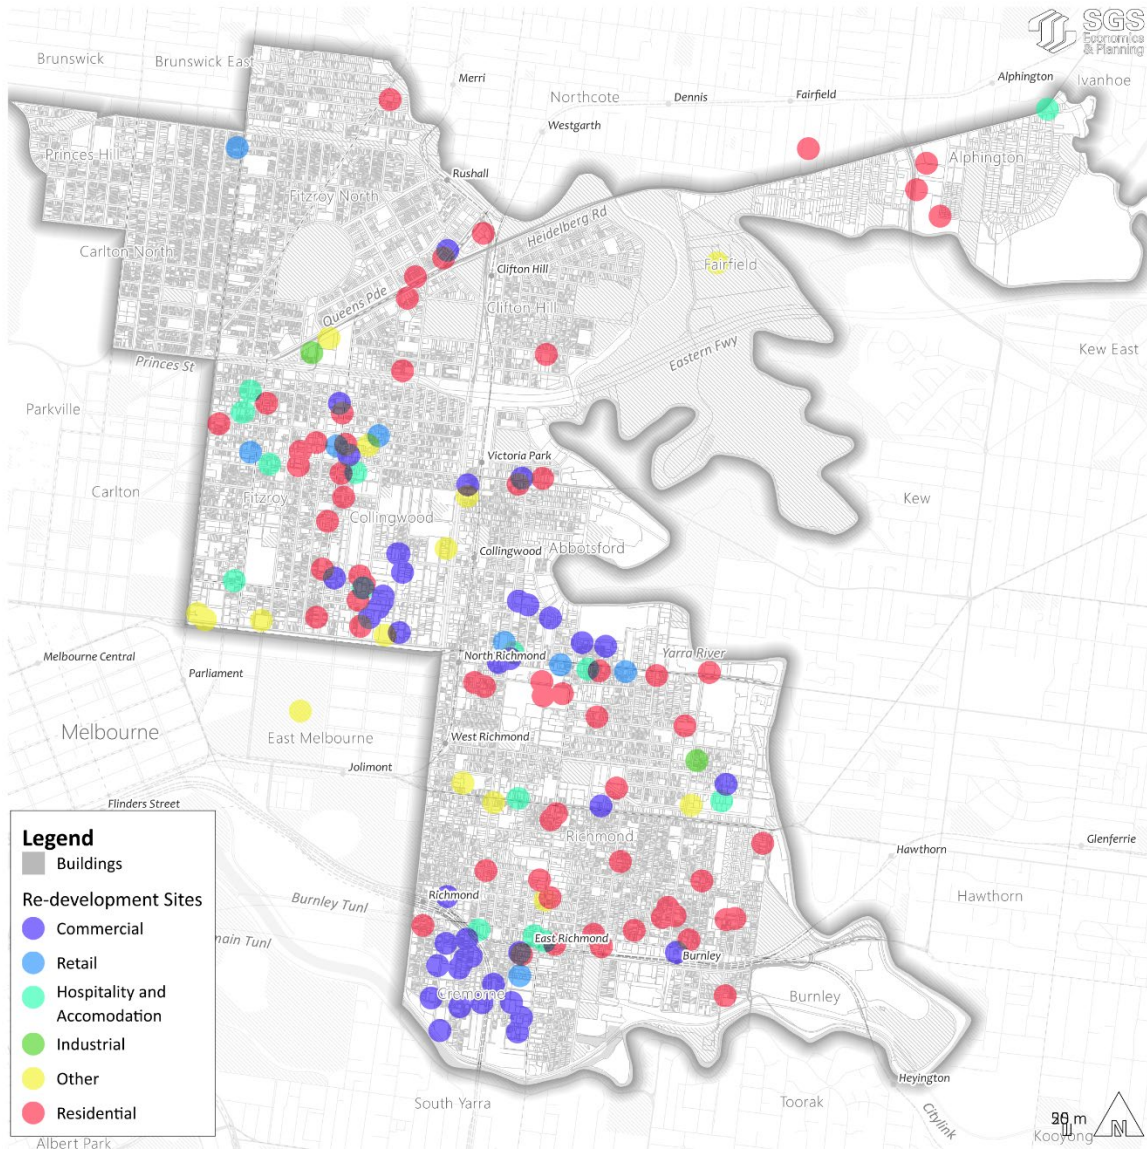 SGS
Economics
& Planning
Brunswick
Brunswick East
Merri
Northcote
Dennis
Fairfield
Alphington
Ivanhoe
Westgarth
Princes Hill
Rushall
Alphington
Fitzroy North
Heidelberg Rd
Carlton North
Clifton Hill
Fairfield
Queens Pde
Clifton Hill
Eastern Fwy
Kew East
Princes St
Parkville
Victoria Park
Carlton
Fitzroy
Kew
Collingwood
Collingwood
Abbotsford
Melbourne Central
North Richmond
Yarra River
Parliament
Melbourne
East Melbourne
West Richmond
Jolimont
Flinders Street
Richmond
Glenferrie
Hawthorn
Burnley Tunl
Richmond
Hawthorn
main Tunl
East Richmond
Burnley
Cremorne
Burnley
Heyington
South Yarra
Toorak
Citylink
Kooyong
Albert Park
Legend
Buildings
Re-development Sites
Commercial
Retail
Hospitality and
Accomodation
Industrial
Other
Residential
N